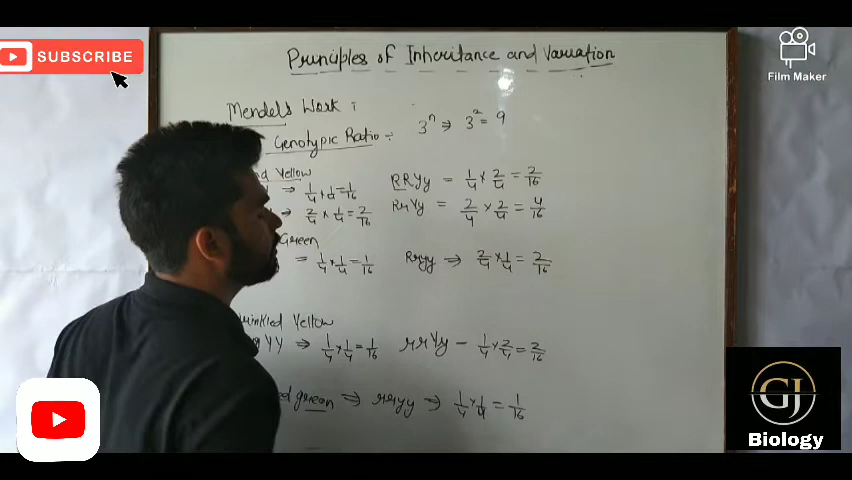 SUBSCRIBE
Film Maker
Principles of Inheritance and Variation
Mendels Work :
Genotypic Ratio ÷ 3^n ⇒ 3^2 = 9
Yellow
⇒ 1/4 × 1/4 = 1/16 RRYy = 1/4 × 2/4 = 2/16
⇒ 2/4 × 1/4 = 2/16 RrYy = 2/4 × 2/4 = 4/16
Green
= 1/4 × 1/4 = 1/16 Rryy ⇒ 2/4 × 1/4 = 2/16
Yellow
YY ⇒ 1/4 × 1/4 = 1/16 rrYy - 1/4 × 2/4 = 2/16
green ⇒ rryy ⇒ 1/4 × 1/4 = 1/16
GJ
Biology